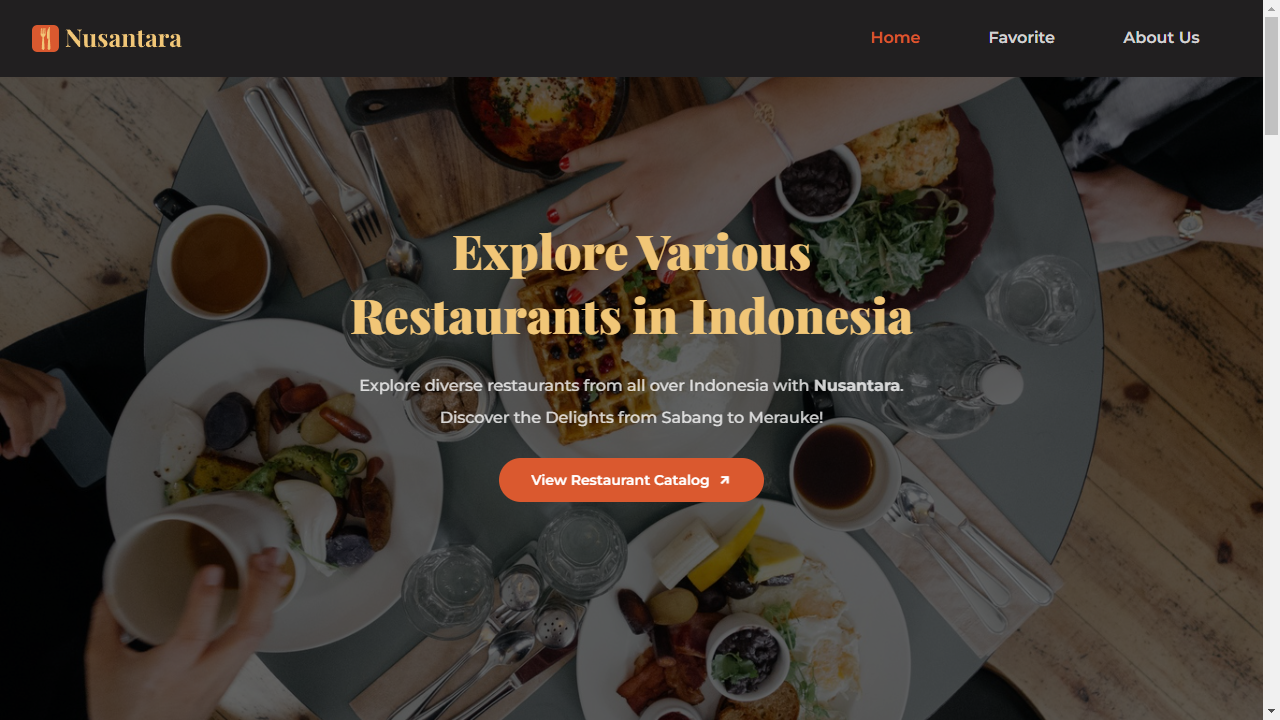 Nusantara
Home
Favorite
About Us
Explore Various
Restaurants in Indonesia
Explore diverse restaurants from all over Indonesia with Nusantara.
Discover the Delights from Sabang to Merauke!
View Restaurant Catalog